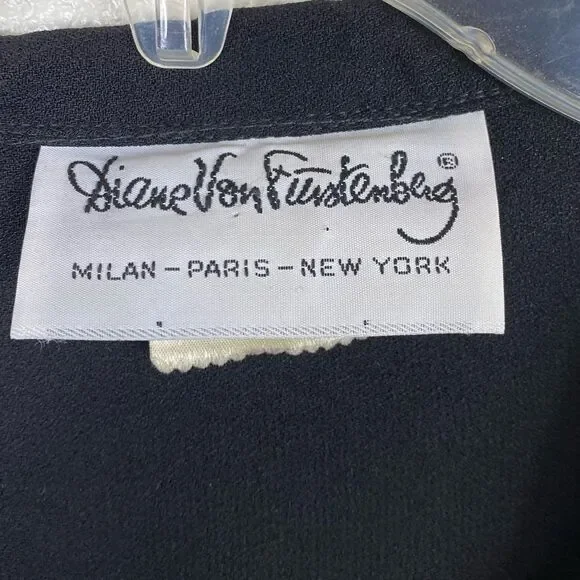 Diane Von Furstenberg®
MILAN – PARIS – NEW YORK